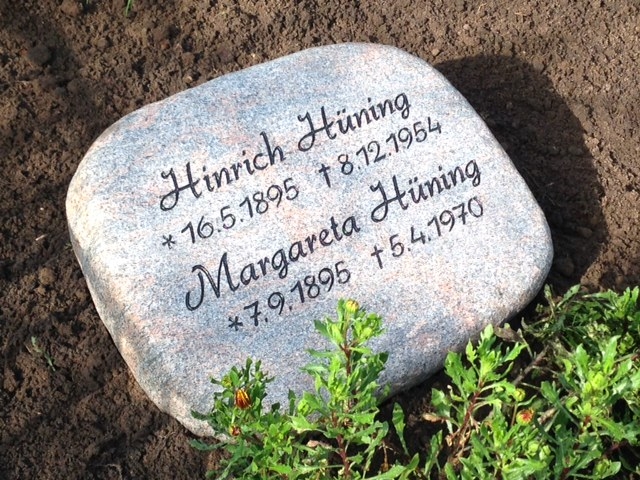 Hinrich Hüning
* 16.5.1895 † 8.12.1954
Margareta Hüning
* 7.9.1895 † 5.4.1970